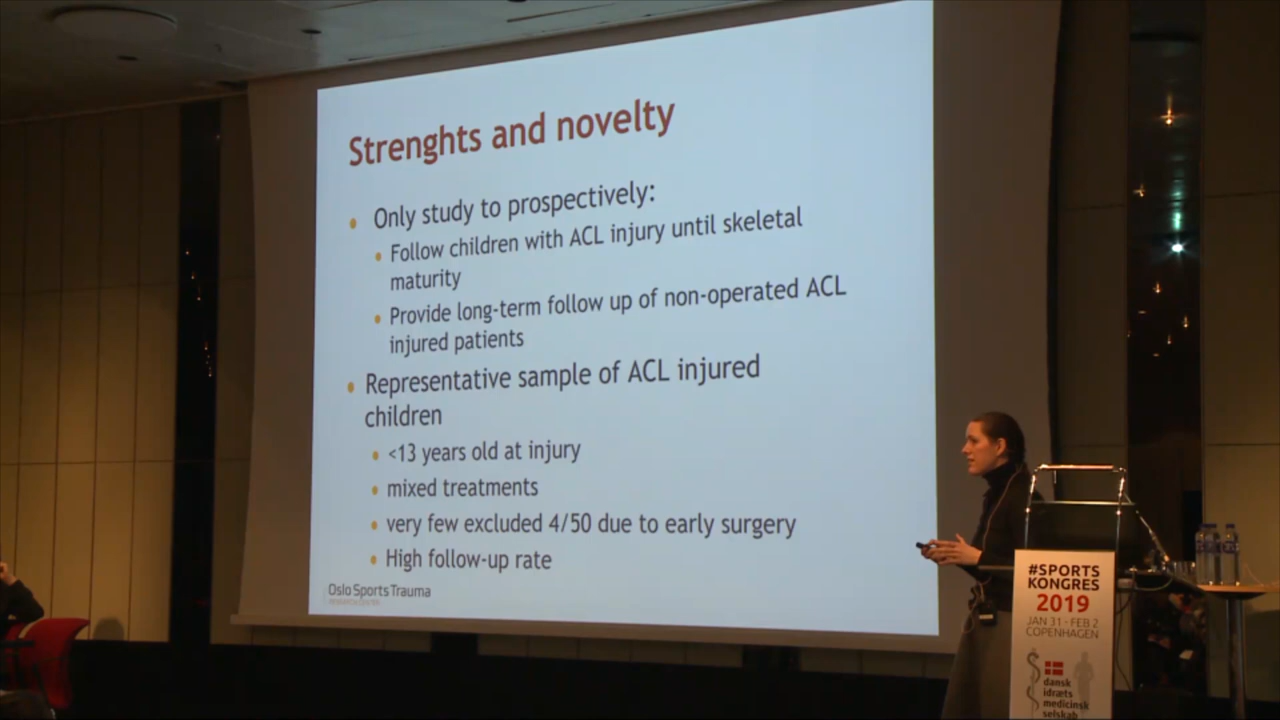 Strenghts and novelty
Only study to prospectively:
Follow children with ACL injury until skeletal
maturity
Provide long-term follow up of non-operated ACL
injured patients
Representative sample of ACL injured
children
<13 years old at injury
mixed treatments
very few excluded 4/50 due to early surgery
High follow-up rate
Oslo Sports Trauma
RESEARCH CENTER
#SPORTS
KONGRES
2019
JAN 31 - FEB 2
COPENHAGEN
dansk
idræts
medicinsk
selskab